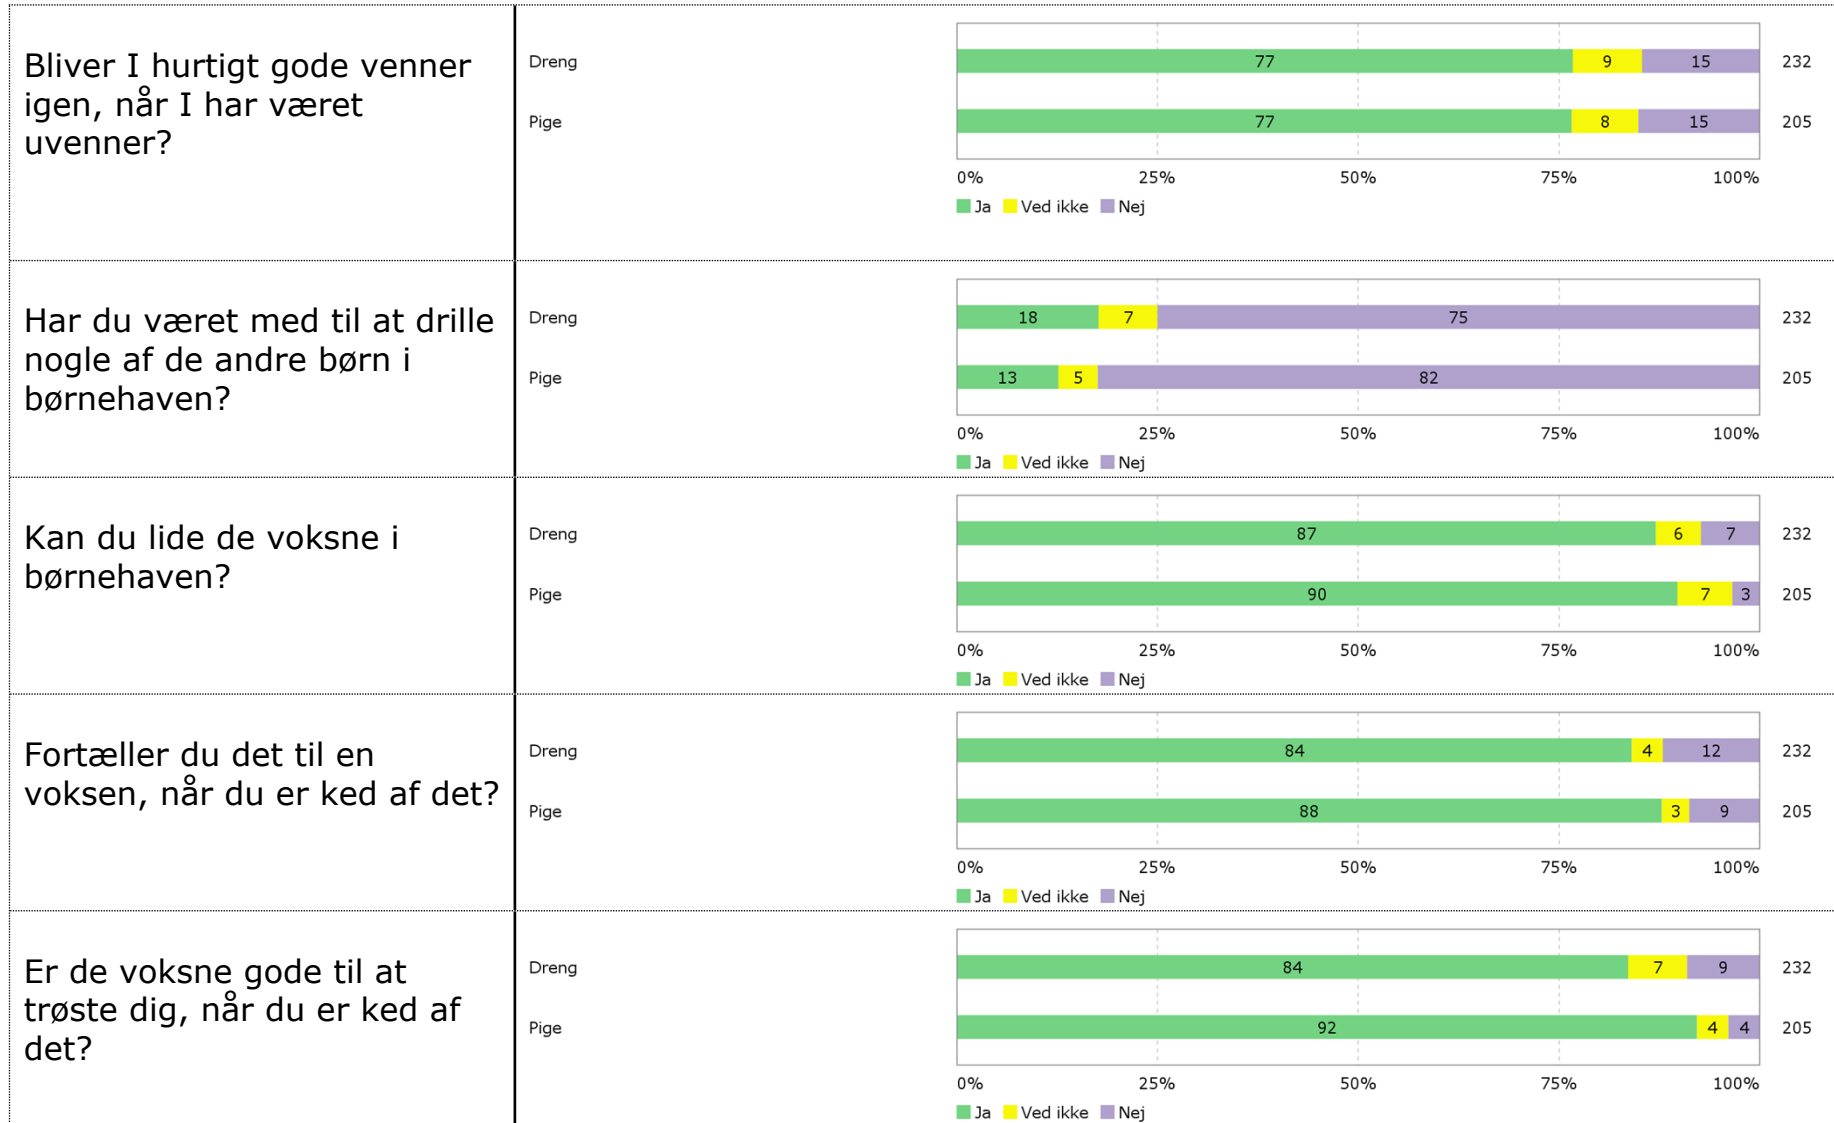 Bliver I hurtigt gode venner
igen, når I har været
uvenner?
Dreng
77
9
15
232
Pige
77
8
15
205
0% 25% 50% 75% 100%
Ja Ved ikke Nej
Har du været med til at drille
nogle af de andre børn i
børnehaven?
Dreng
18
7
75
232
Pige
13
5
82
205
0% 25% 50% 75% 100%
Ja Ved ikke Nej
Kan du lide de voksne i
børnehaven?
Dreng
87
6
7
232
Pige
90
7
3
205
0% 25% 50% 75% 100%
Ja Ved ikke Nej
Fortæller du det til en
voksen, når du er ked af det?
Dreng
84
4
12
232
Pige
88
3
9
205
0% 25% 50% 75% 100%
Ja Ved ikke Nej
Er de voksne gode til at
trøste dig, når du er ked af
det?
Dreng
84
7
9
232
Pige
92
4
4
205
0% 25% 50% 75% 100%
Ja Ved ikke Nej